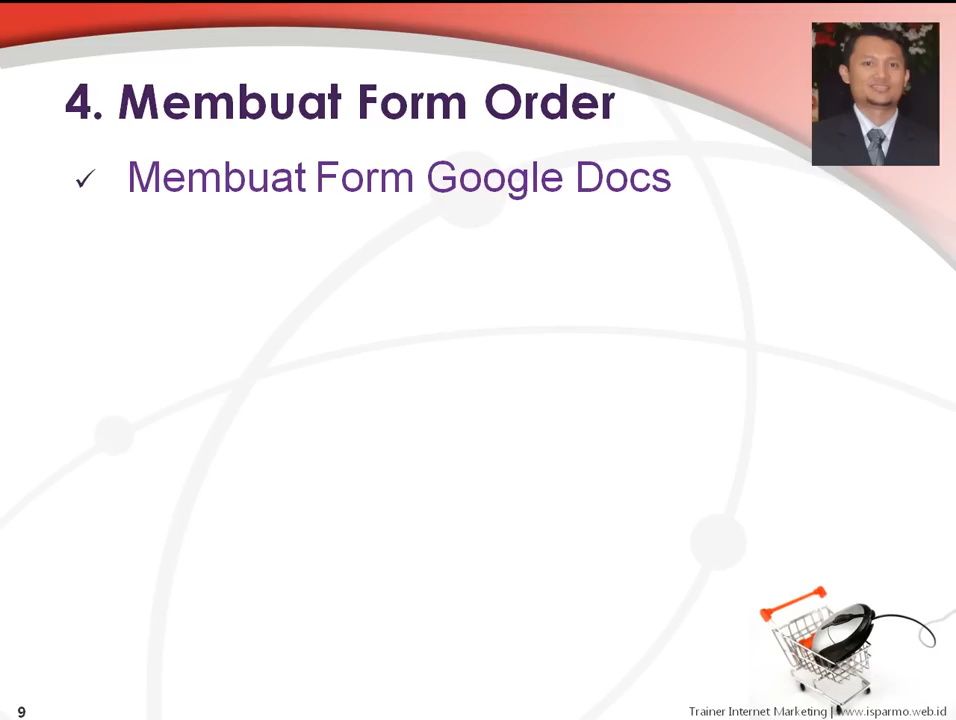 4. Membuat Form Order
✓ Membuat Form Google Docs
9
Trainer Internet Marketing | www.isparmo.web.id